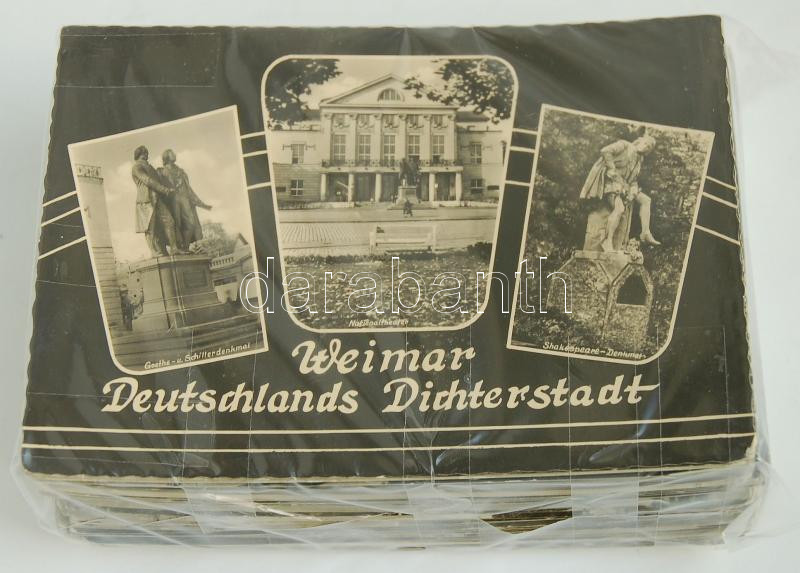 Goethe- u. Schillerdenkmal
Nationaltheater
Shakespeare-Denkmal
Weimar
Deutschlands Dichterstadt
darabanth